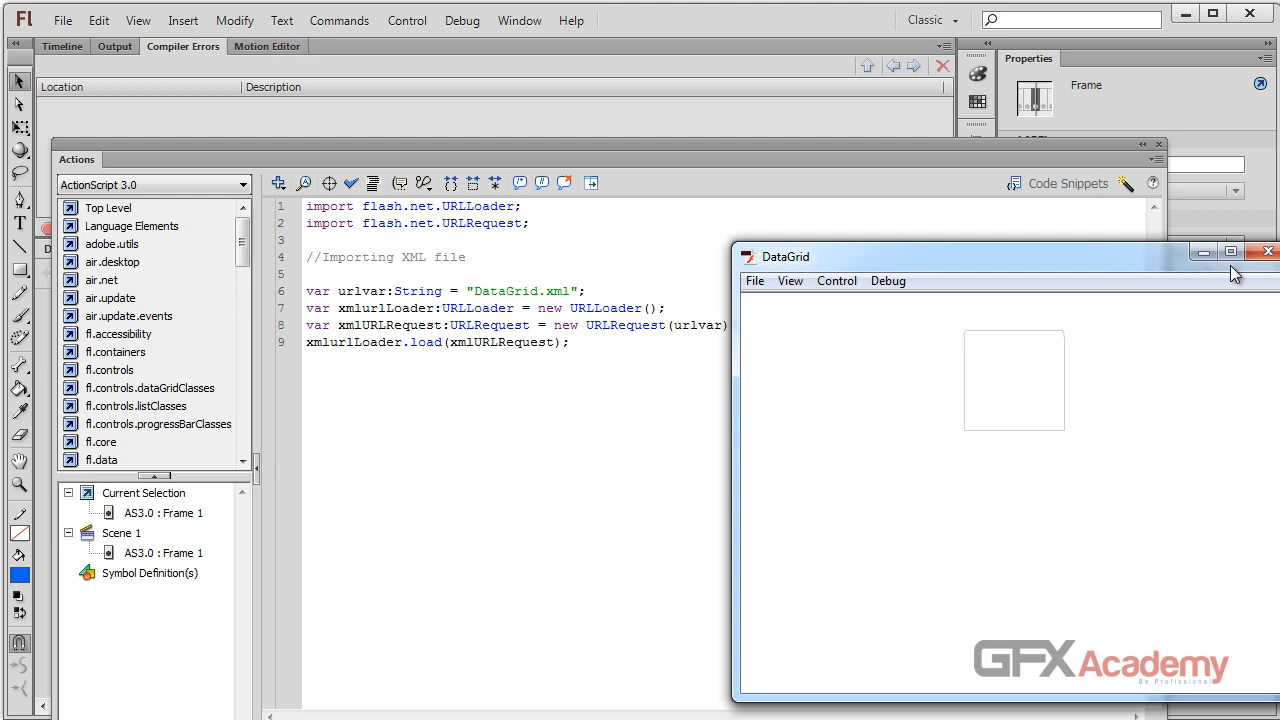 Fl File Edit View Insert Modify Text Commands Control Debug Window Help Classic
Timeline Output Compiler Errors Motion Editor
Location Description
Properties
Frame
Actions
ActionScript 3.0
Code Snippets
Top Level
Language Elements
adobe.utils
air.desktop
air.net
air.update
air.update.events
fl.accessibility
fl.containers
fl.controls
fl.controls.dataGridClasses
fl.controls.listClasses
fl.controls.progressBarClasses
fl.core
fl.data
Current Selection
AS3.0 : Frame 1
Scene 1
AS3.0 : Frame 1
Symbol Definition(s)
1 import flash.net.URLLoader;
2 import flash.net.URLRequest;
3
4 //Importing XML file
5
6 var urlvar:String = "DataGrid.xml";
7 var xmlurlLoader:URLLoader = new URLLoader();
8 var xmlURLRequest:URLRequest = new URLRequest(urlvar)
9 xmlurlLoader.load(xmlURLRequest);
DataGrid
File View Control Debug
GFXAcademy
Be Professional